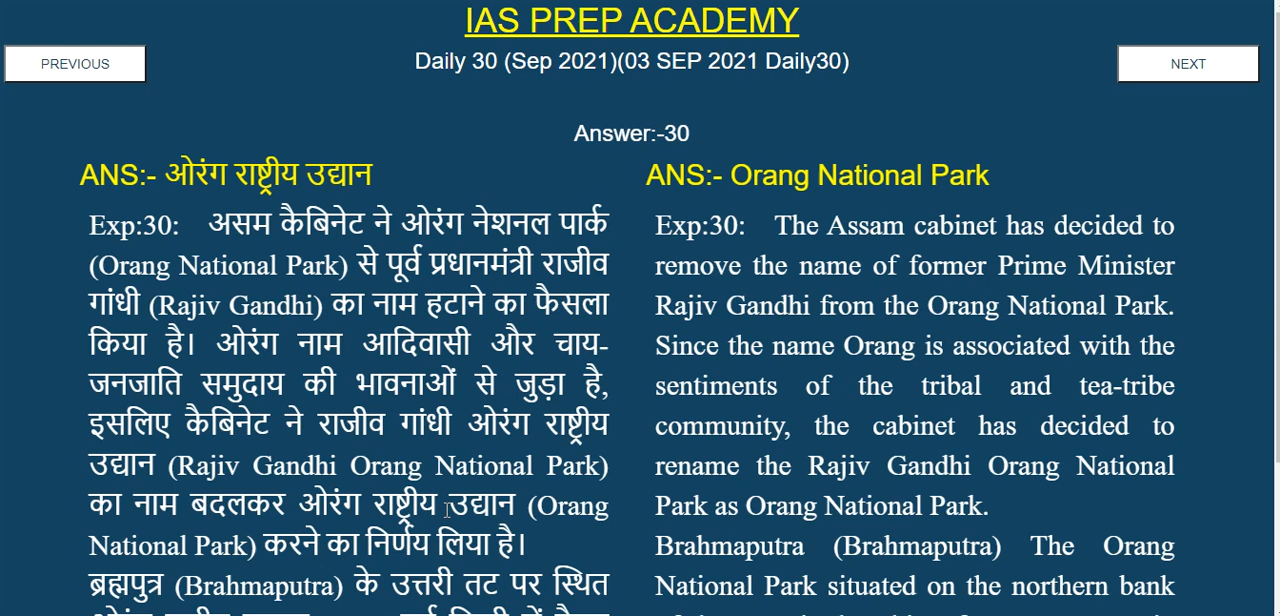 IAS PREP ACADEMY
PREVIOUS
Daily 30 (Sep 2021)(03 SEP 2021 Daily30)
NEXT
Answer:-30
ANS:- ओरंग राष्ट्रीय उद्यान
Exp:30: असम कैबिनेट ने ओरंग नेशनल पार्क
(Orang National Park) से पूर्व प्रधानमंत्री राजीव
गांधी (Rajiv Gandhi) का नाम हटाने का फैसला
किया है। ओरंग नाम आदिवासी और चाय-
जनजाति समुदाय की भावनाओं से जुड़ा है,
इसलिए कैबिनेट ने राजीव गांधी ओरंग राष्ट्रीय
उद्यान (Rajiv Gandhi Orang National Park)
का नाम बदलकर ओरंग राष्ट्रीय उद्यान (Orang
National Park) करने का निर्णय लिया है।
ब्रह्मपुत्र (Brahmaputra) के उत्तरी तट पर स्थित
ANS:- Orang National Park
Exp:30: The Assam cabinet has decided to
remove the name of former Prime Minister
Rajiv Gandhi from the Orang National Park.
Since the name Orang is associated with the
sentiments of the tribal and tea-tribe
community, the cabinet has decided to
rename the Rajiv Gandhi Orang National
Park as Orang National Park.
Brahmaputra (Brahmaputra) The Orang
National Park situated on the northern bank